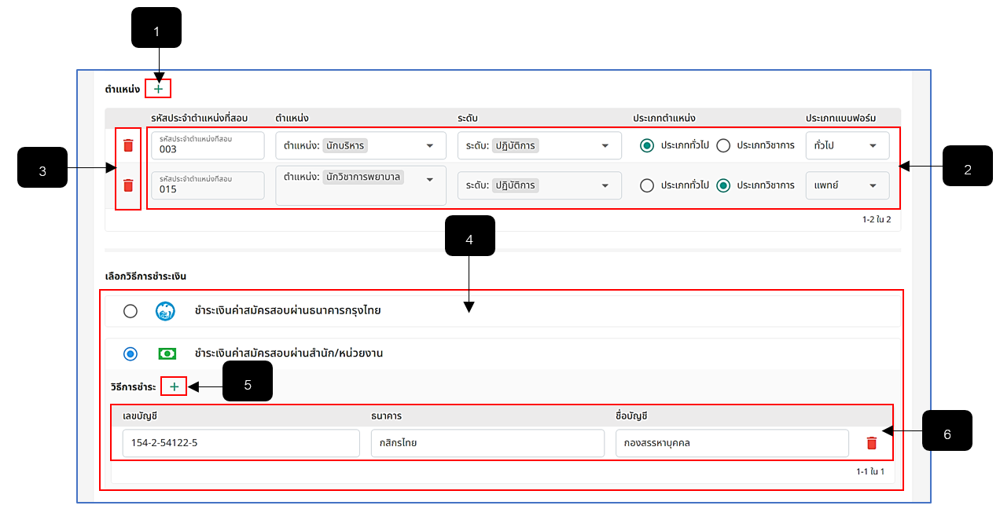 1
ตำแหน่ง +
รหัสประจำตำแหน่งที่สอบ ตำแหน่ง ระดับ ประเภทตำแหน่ง ประเภทแบบฟอร์ม
รหัสประจำตำแหน่งที่สอบ
003 ตำแหน่ง: นักบริหาร ระดับ: ปฏิบัติการ ประเภททั่วไป ประเภทวิชาการ ทั่วไป
3
2
รหัสประจำตำแหน่งที่สอบ
015 ตำแหน่ง: นักวิชาการพยาบาล ระดับ: ปฏิบัติการ ประเภททั่วไป ประเภทวิชาการ แพทย์
1-2 ใน 2
4
เลือกวิธีการชำระเงิน
ชำระเงินค่าสมัครสอบผ่านธนาคารกรุงไทย
ชำระเงินค่าสมัครสอบผ่านสำนัก/หน่วยงาน
วิธีการชำระ +
5
เลขบัญชี ธนาคาร ชื่อบัญชี
6
154-2-54122-5 กสิกรไทย กองสรรหาบุคคล
1-1 ใน 1